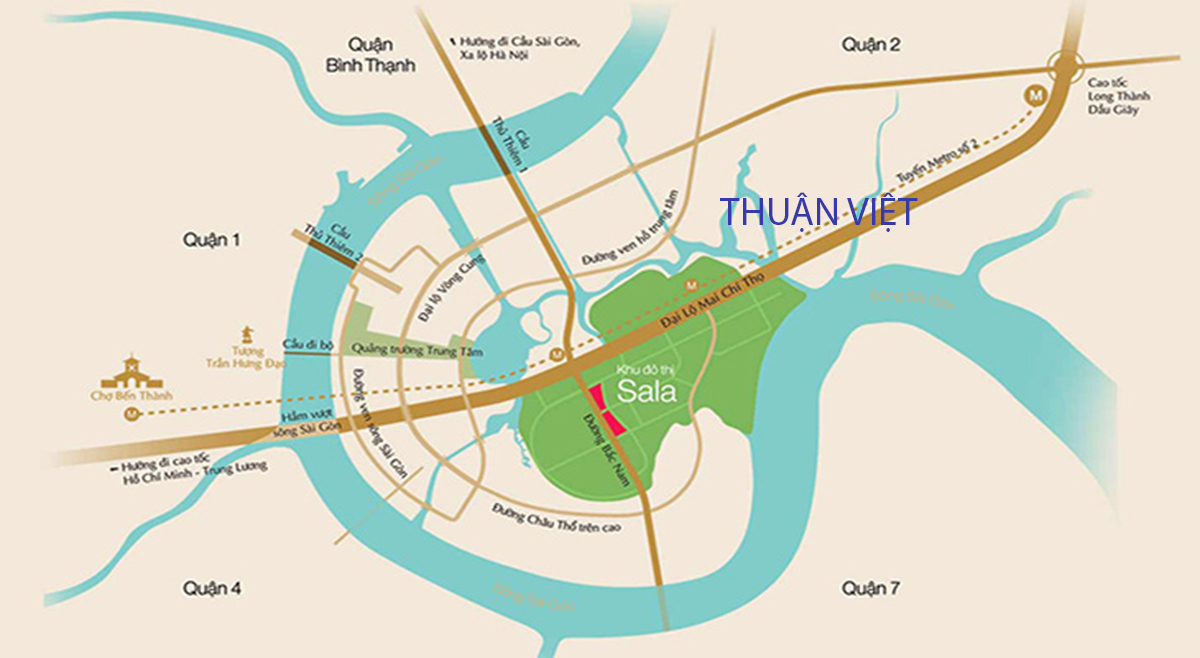 Quận
Bình Thạnh
Hướng đi Cầu Sài Gòn,
Xa lộ Hà Nội
Quận 2
Cao tốc
Long Thành
Dầu Giây
M
Cầu
Thủ Thiêm 1
Tuyến Metro số 2
THUẬN VIỆT
Sông Sài Gòn
Đường ven hồ trung tâm
Quận 1
Cầu
Thủ Thiêm 2
Đại lộ Vòng Cung
M
Đại Lộ Mai Chí Thọ
Sông Sài Gòn
Tượng
Trần Hưng Đạo
Cầu đi bộ
Quảng trường Trung Tâm
M
Khu đô thị
Sala
Chợ Bến Thành
M
Hầm vượt
sông Sài Gòn
Đường ven sông Sài Gòn
Đường Bắc Nam
Hướng đi cao tốc
Hồ Chí Minh - Trung Lương
Đường Châu Thổ trên cao
Quận 4
Sông Sài Gòn
Quận 7